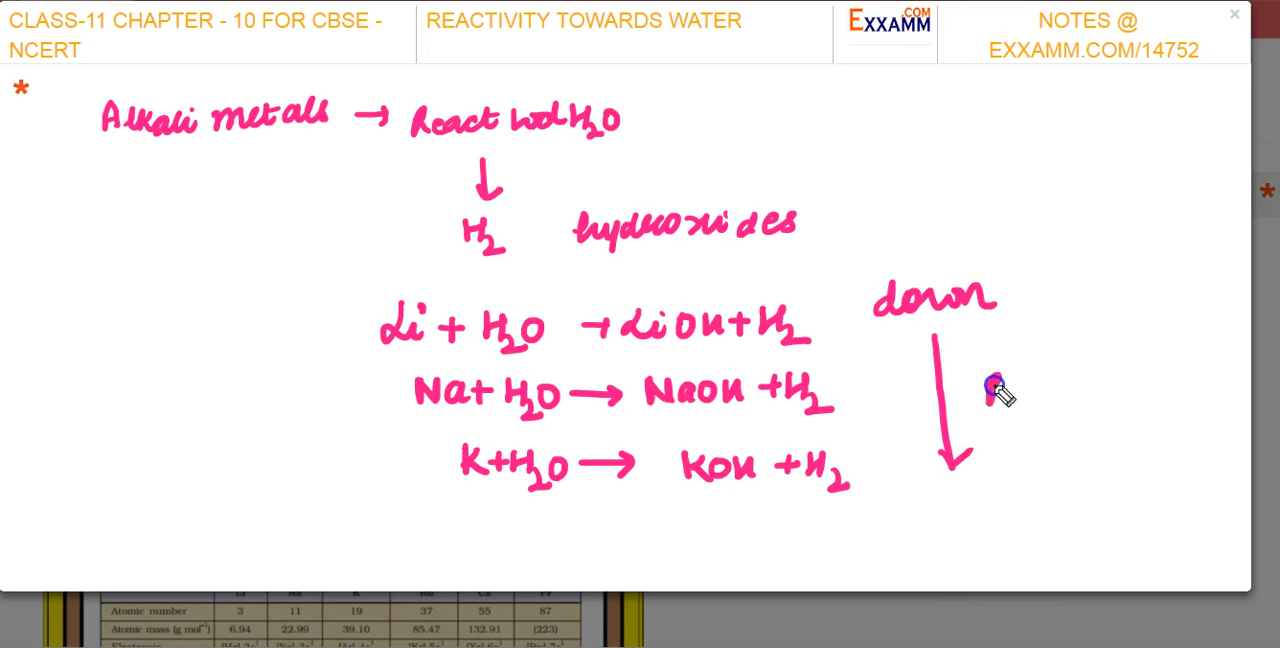 CLASS-11 CHAPTER - 10 FOR CBSE -
NCERT
REACTIVITY TOWARDS WATER
EXXAMM
.COM
NOTES @
EXXAMM.COM/14752
×
*
*
Alkali metals → React wd H₂O
↓
H₂ hydroxides
Li + H₂O → LiOH + H₂
Na + H₂O → NaOH + H₂
K + H₂O → KOH + H₂
down
Atomic number 3 11 19 37 55 87
Atomic mass (g mol⁻¹) 6.94 22.99 39.10 85.47 132.91 (223)